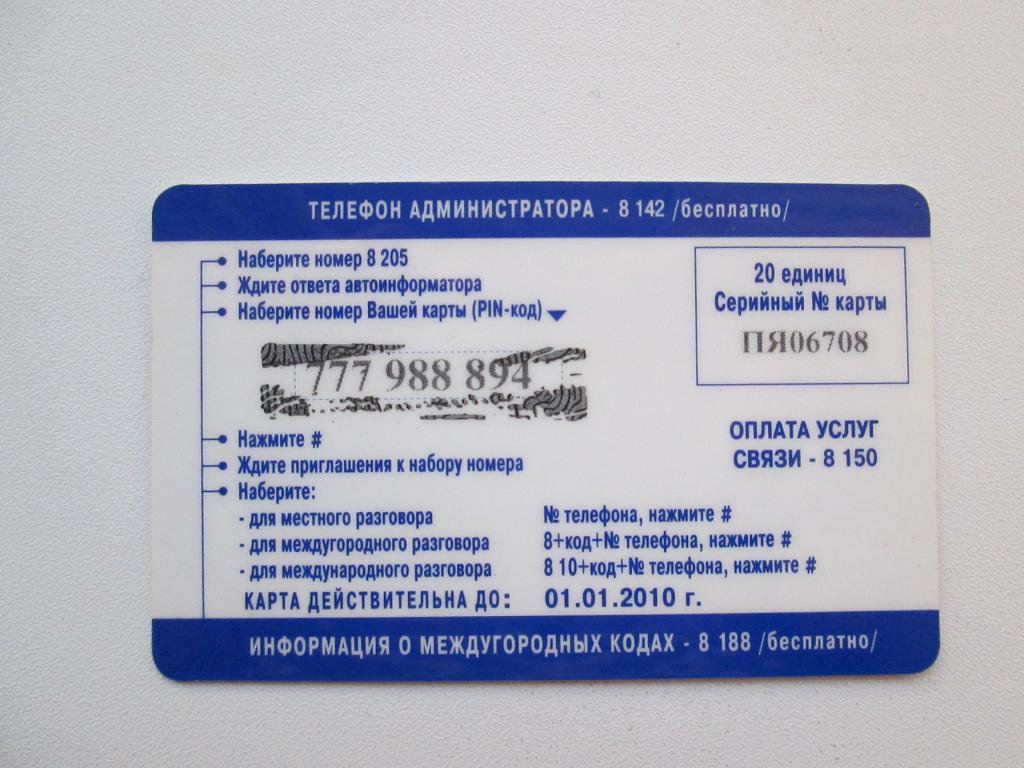 ТЕЛЕФОН АДМИНИСТРАТОРА - 8 142 /бесплатно/
Наберите номер 8 205
Ждите ответа автоинформатора
Наберите номер Вашей карты (PIN-код)
777 988 894
20 единиц
Серийный № карты
ПЯ06708
ОПЛАТА УСЛУГ
СВЯЗИ - 8 150
Нажмите #
Ждите приглашения к набору номера
Наберите:
- для местного разговора № телефона, нажмите #
- для междугородного разговора 8+код+№ телефона, нажмите #
- для международного разговора 8 10+код+№ телефона, нажмите #
КАРТА ДЕЙСТВИТЕЛЬНА ДО: 01.01.2010 г.
ИНФОРМАЦИЯ О МЕЖДУГОРОДНЫХ КОДАХ - 8 188 /бесплатно/